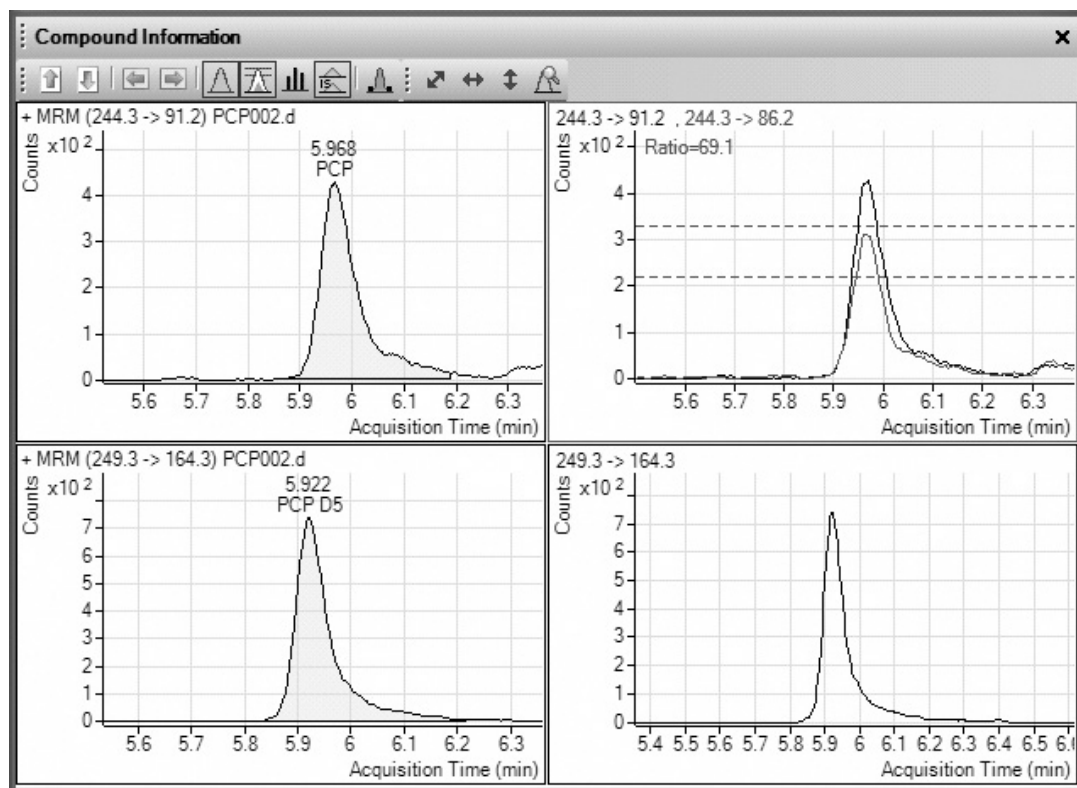 Compound Information
IS
+ MRM (244.3 -> 91.2) PCP002.d
Counts
x10 2
5.968
PCP
4
3
2
1
0
5.6 5.7 5.8 5.9 6 6.1 6.2 6.3
Acquisition Time (min)
244.3 -> 91.2 , 244.3 -> 86.2
Counts
x10 2
Ratio=69.1
4
3
2
1
0
5.6 5.7 5.8 5.9 6 6.1 6.2 6.3
Acquisition Time (min)
+ MRM (249.3 -> 164.3) PCP002.d
Counts
x10 2
5.922
PCP D5
7
6
5
4
3
2
1
0
5.6 5.7 5.8 5.9 6 6.1 6.2 6.3
Acquisition Time (min)
249.3 -> 164.3
Counts
x10 2
7
6
5
4
3
2
1
0
5.4 5.5 5.6 5.7 5.8 5.9 6 6.1 6.2 6.3 6.4 6.5
Acquisition Time (min)